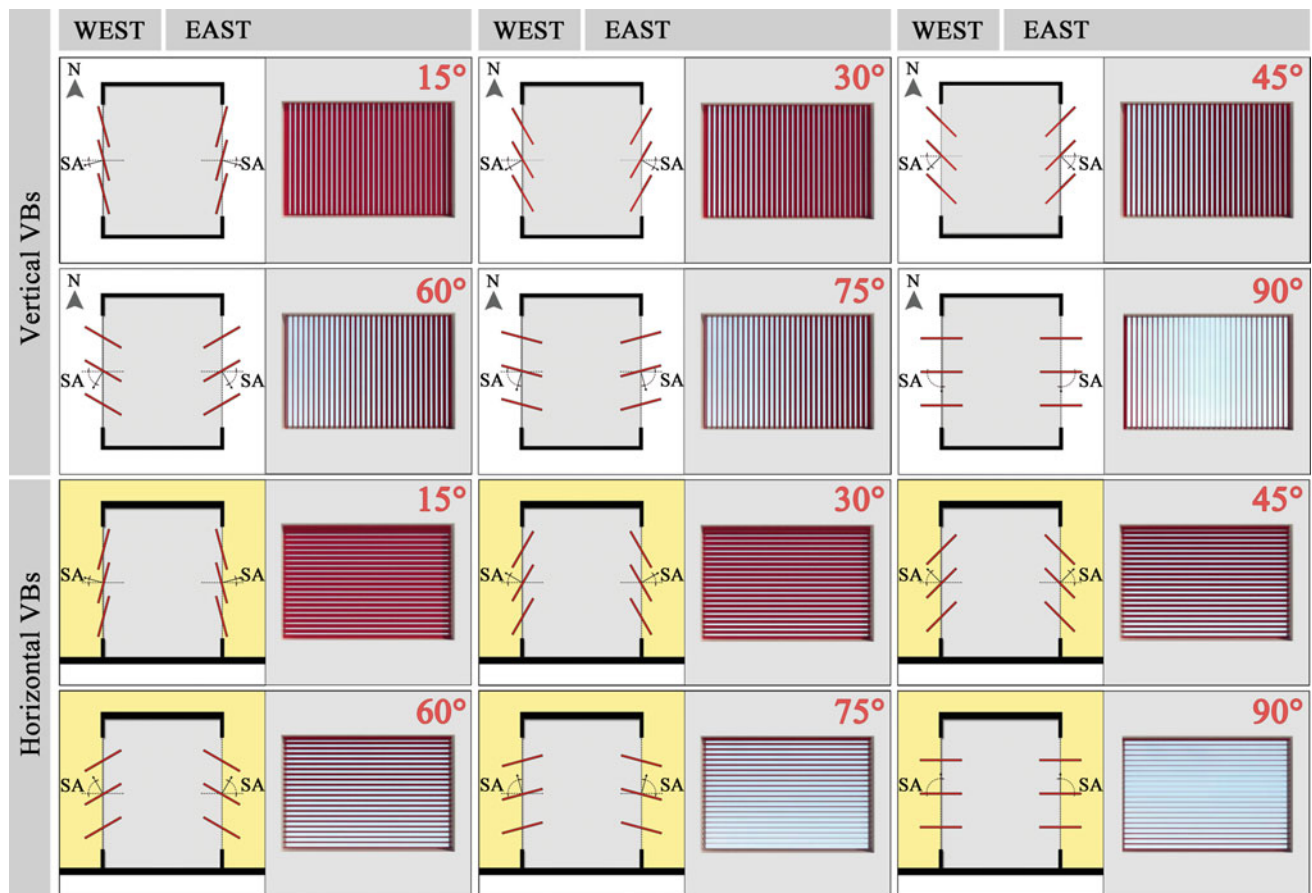 WEST EAST WEST EAST WEST EAST
Vertical VBs
N 15° N 30° N 45°
SA SA SA SA SA SA
N 60° N 75° N 90°
SA SA SA SA SA SA
Horizontal VBs
15° 30° 45°
SA SA SA SA SA SA
60° 75° 90°
SA SA SA SA SA SA